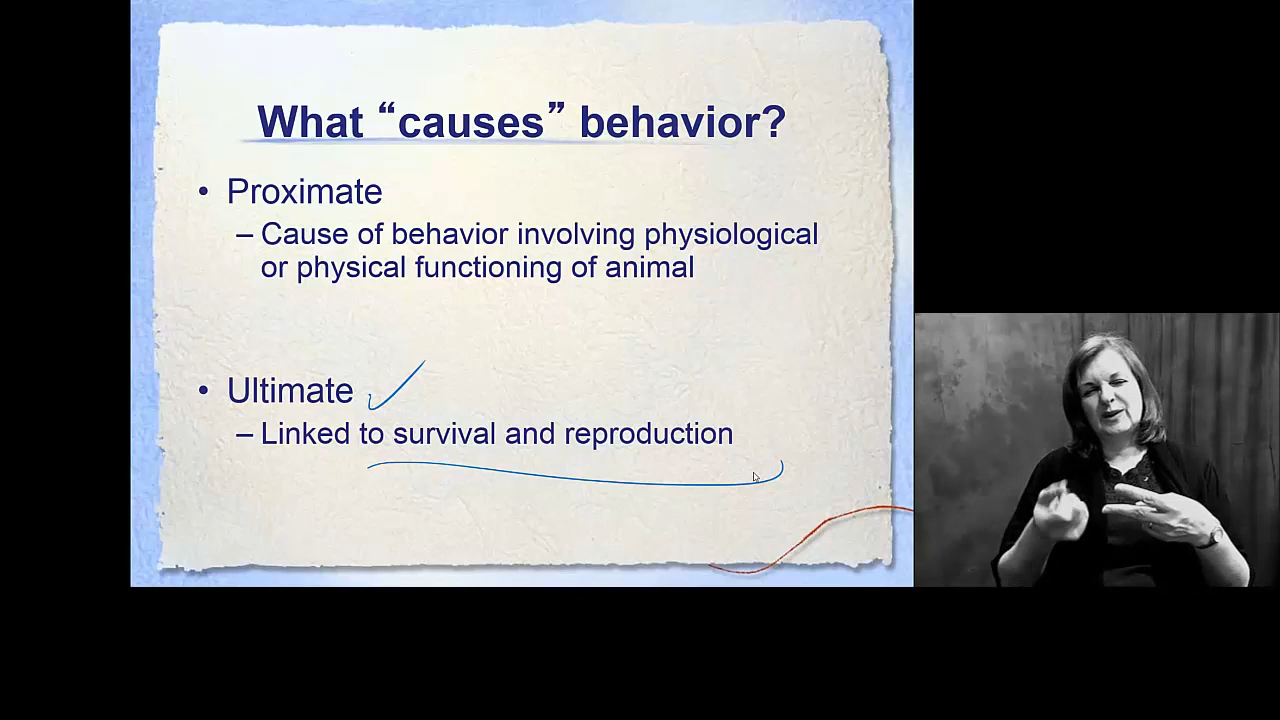 What “causes” behavior?
• Proximate
– Cause of behavior involving physiological
or physical functioning of animal
• Ultimate
– Linked to survival and reproduction